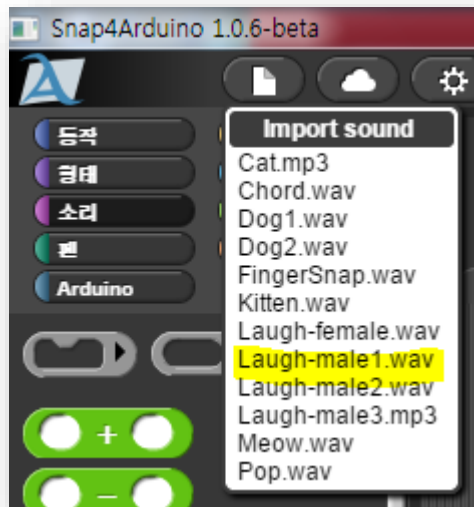 Snap4Arduino 1.0.6-beta
동작
형태
소리
펜
Arduino
Import sound
Cat.mp3
Chord.wav
Dog1.wav
Dog2.wav
FingerSnap.wav
Kitten.wav
Laugh-female.wav
Laugh-male1.wav
Laugh-male2.wav
Laugh-male3.mp3
Meow.wav
Pop.wav
+
-